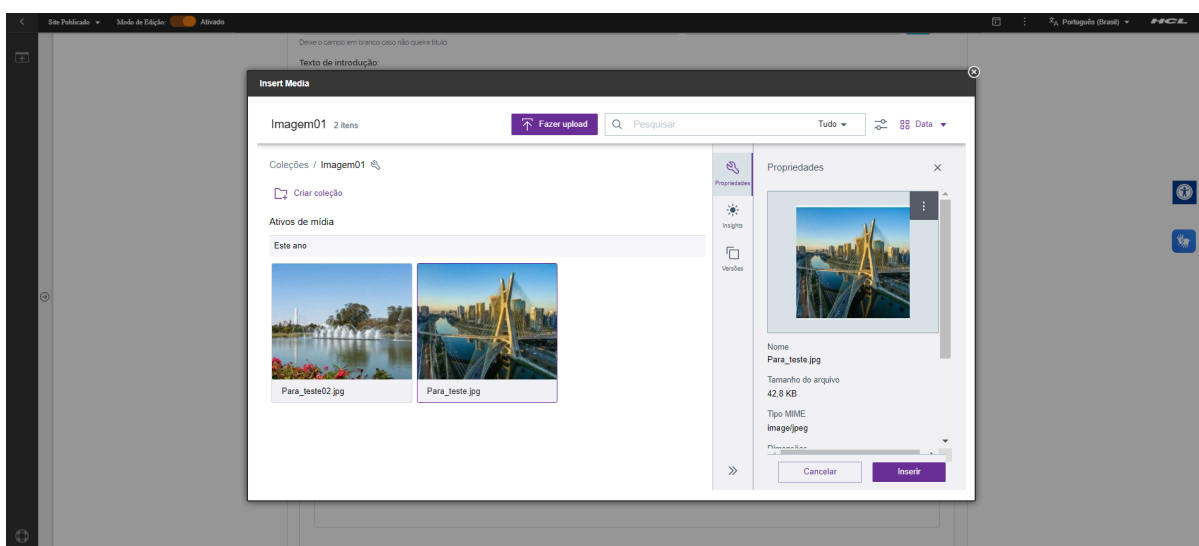 Site Publicado
Modo de Edição:
Ativado
Português (Brasil)
HCL
Deixe o campo em branco caso não queira título.
Texto de introdução:
Insert Media
Imagem01 2 itens
Fazer upload
Pesquisar
Tudo
Data
Coleções / Imagem01
Criar coleção
Ativos de mídia
Este ano
Para_teste02.jpg
Para_teste.jpg
Propriedades
Insights
Versões
Propriedades
Nome
Para_teste.jpg
Tamanho do arquivo
42,8 KB
Tipo MIME
image/jpeg
Dimensões
Cancelar
Inserir